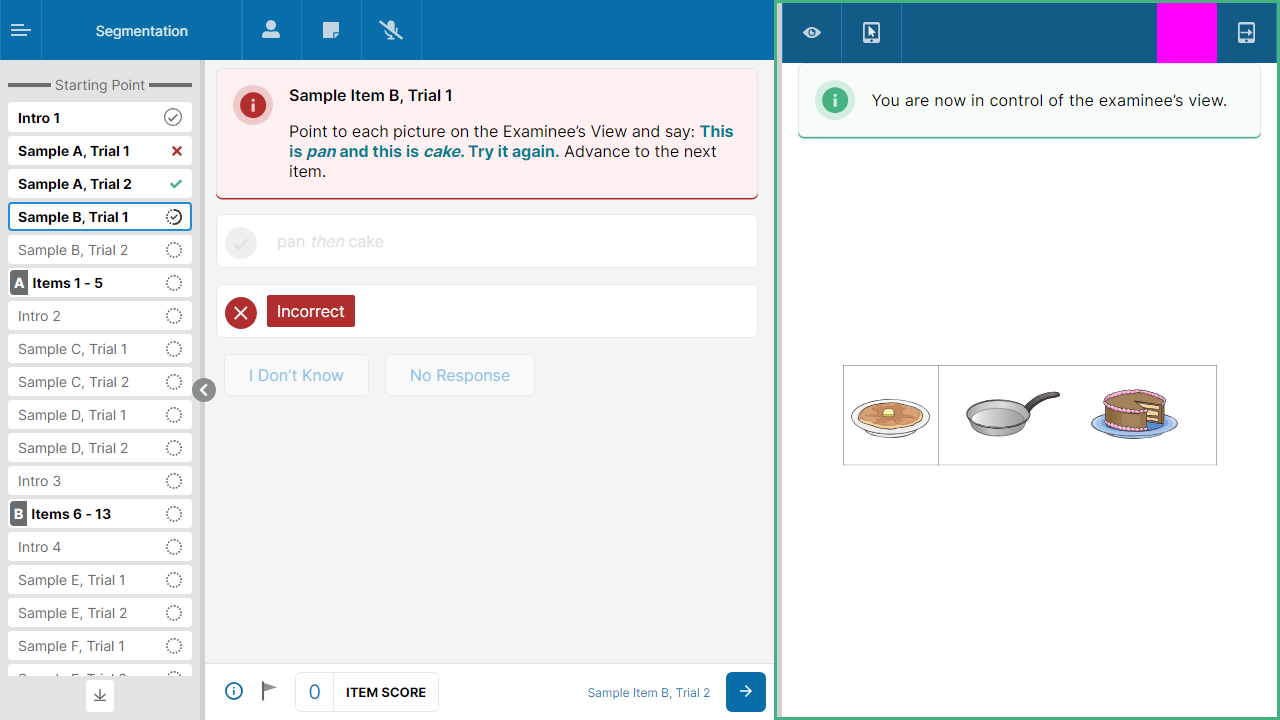 Segmentation
Starting Point
Intro 1
Sample A, Trial 1
Sample A, Trial 2
Sample B, Trial 1
Sample B, Trial 2
A Items 1 - 5
Intro 2
Sample C, Trial 1
Sample C, Trial 2
Sample D, Trial 1
Sample D, Trial 2
Intro 3
B Items 6 - 13
Intro 4
Sample E, Trial 1
Sample E, Trial 2
Sample F, Trial 1
Sample Item B, Trial 1
Point to each picture on the Examinee’s View and say: This
is pan and this is cake. Try it again. Advance to the next
item.
pan then cake
Incorrect
I Don’t Know
No Response
0 ITEM SCORE
Sample Item B, Trial 2
You are now in control of the examinee’s view.